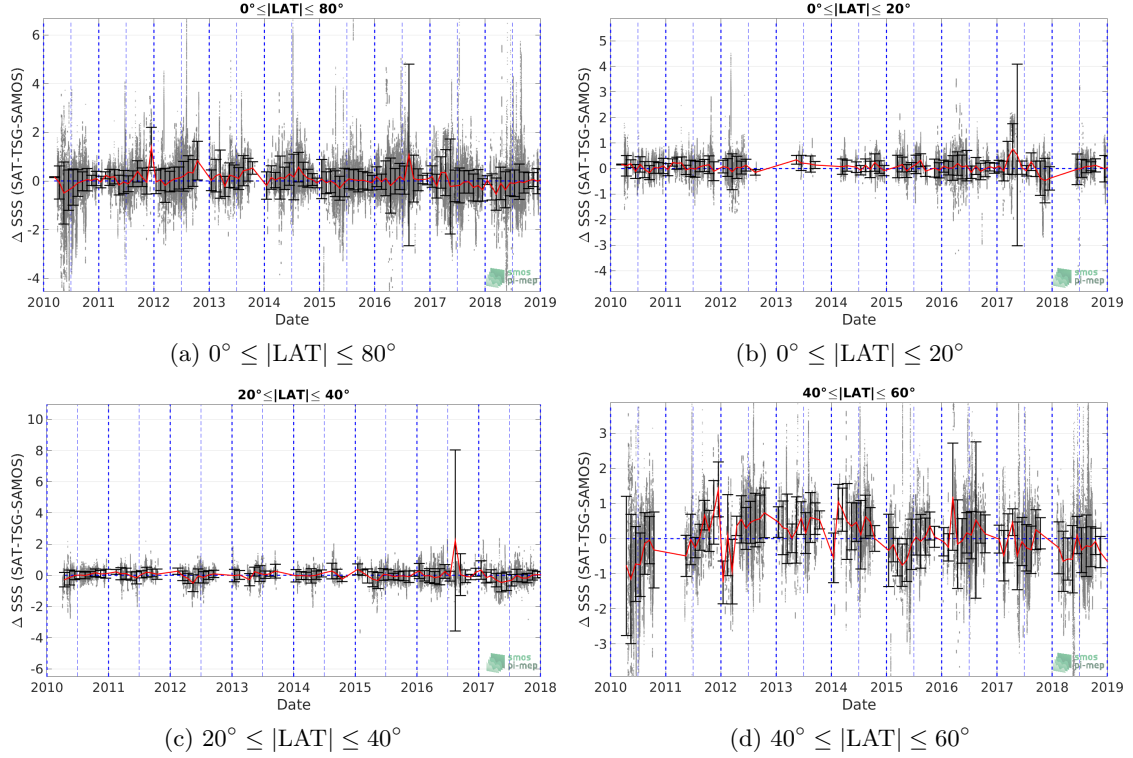 0°≤|LAT|≤ 80°
Δ SSS (SAT-TSG-SAMOS)
6
4
2
0
-2
-4
2010 2011 2012 2013 2014 2015 2016 2017 2018 2019
Date
smos
pi-mep
(a) 0° ≤ |LAT| ≤ 80°
0°≤|LAT|≤ 20°
Δ SSS (SAT-TSG-SAMOS)
5
4
3
2
1
0
-1
-2
-3
-4
2010 2011 2012 2013 2014 2015 2016 2017 2018 2019
Date
smos
pi-mep
(b) 0° ≤ |LAT| ≤ 20°
20°≤|LAT|≤ 40°
Δ SSS (SAT-TSG-SAMOS)
10
8
6
4
2
0
-2
-4
-6
2010 2011 2012 2013 2014 2015 2016 2017 2018
Date
smos
pi-mep
(c) 20° ≤ |LAT| ≤ 40°
40°≤|LAT|≤ 60°
Δ SSS (SAT-TSG-SAMOS)
3
2
1
0
-1
-2
-3
2010 2011 2012 2013 2014 2015 2016 2017 2018 2019
Date
smos
pi-mep
(d) 40° ≤ |LAT| ≤ 60°